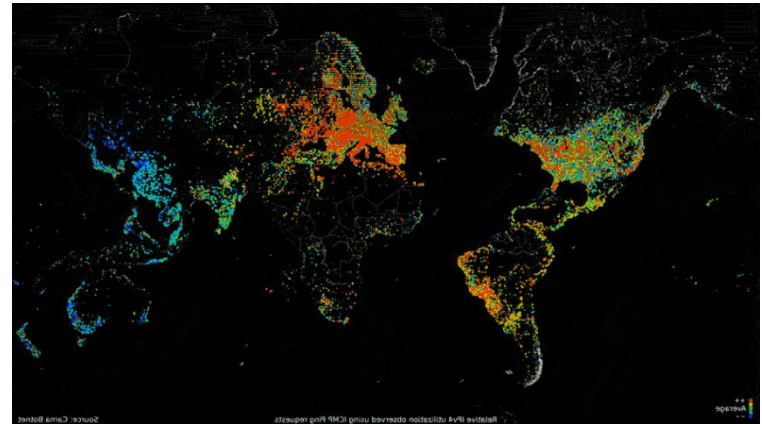 ++
Average
--
Relative IPv4 utilization observed using ICMP Ping requests
Source: Carna Botnet